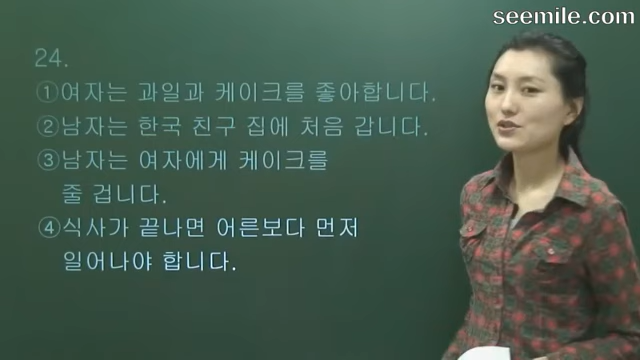 seemile.com
24.
①여자는 과일과 케이크를 좋아합니다.
②남자는 한국 친구 집에 처음 갑니다.
③남자는 여자에게 케이크를
줄 겁니다.
④식사가 끝나면 어른보다 먼저
일어나야 합니다.